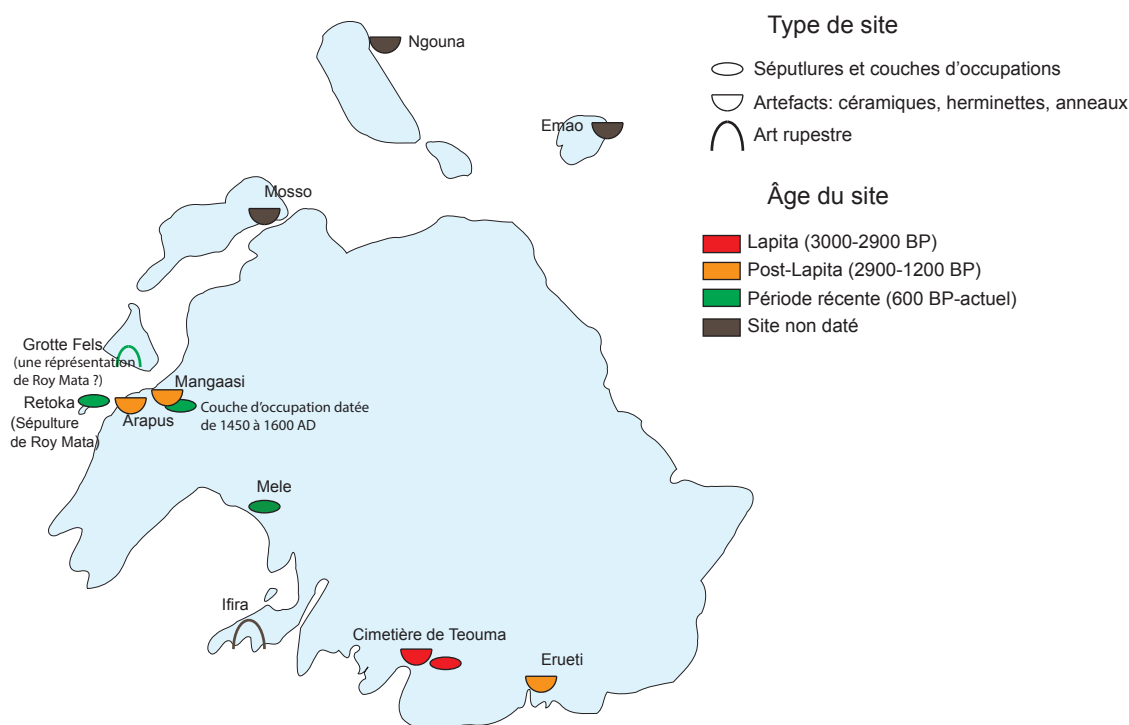 Ngouna
Emao
Mosso
Grotte Fels
(une réprésentation
de Roy Mata ?)
Mangaasi
Retoka
(Sépulture
de Roy Mata)
Arapus
Couche d'occupation datée
de 1450 à 1600 AD
Mele
Ifira
Cimetière de Teouma
Erueti
Type de site
Séputlures et couches d'occupations
Artefacts: céramiques, herminettes, anneaux
Art rupestre
Âge du site
Lapita (3000-2900 BP)
Post-Lapita (2900-1200 BP)
Période récente (600 BP-actuel)
Site non daté